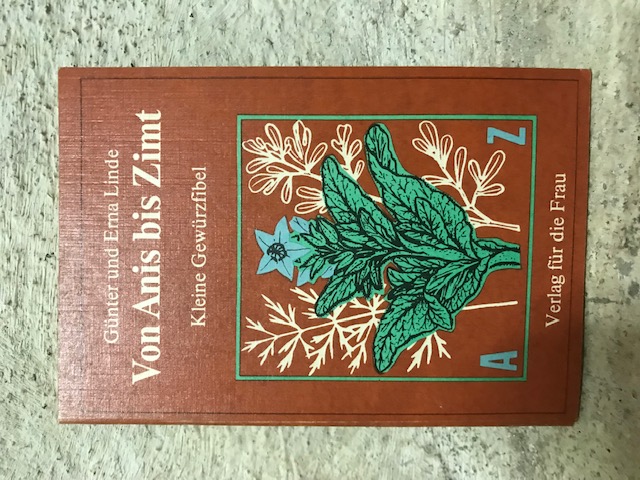 Günter und Erna Linde
Von Anis bis Zimt
Kleine Gewürzfibel
A
Z
Verlag für die Frau